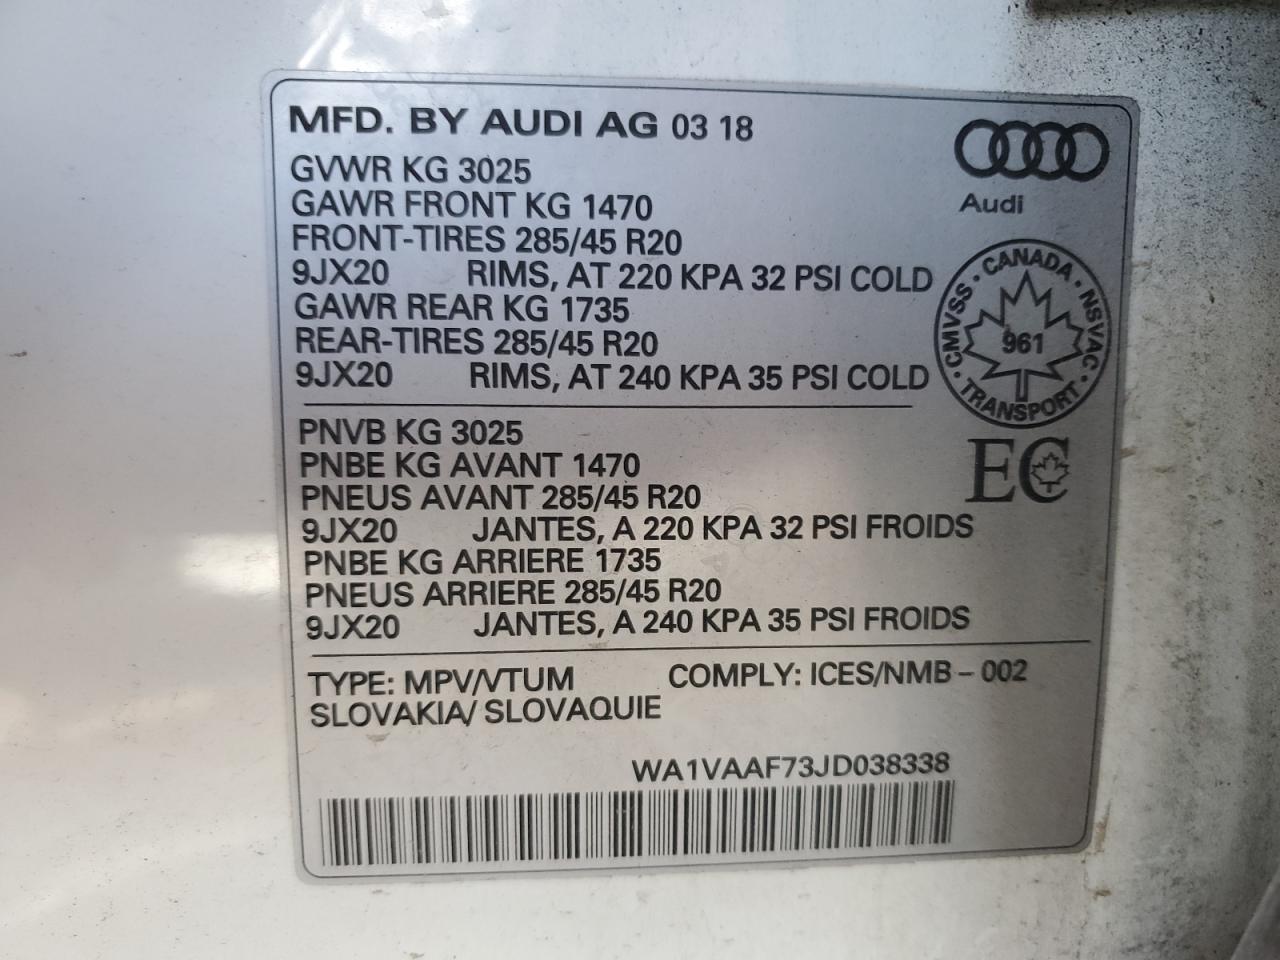 MFD. BY AUDI AG 03 18
GVWR KG 3025
GAWR FRONT KG 1470
FRONT-TIRES 285/45 R20
9JX20 RIMS, AT 220 KPA 32 PSI COLD
GAWR REAR KG 1735
REAR-TIRES 285/45 R20
9JX20 RIMS, AT 240 KPA 35 PSI COLD
Audi
CMVSS · CANADA · NSVAC · TRANSPORT ·
961
PNVB KG 3025
PNBE KG AVANT 1470
PNEUS AVANT 285/45 R20
9JX20 JANTES, A 220 KPA 32 PSI FROIDS
PNBE KG ARRIERE 1735
PNEUS ARRIERE 285/45 R20
9JX20 JANTES, A 240 KPA 35 PSI FROIDS
EC
TYPE: MPV/VTUM COMPLY: ICES/NMB – 002
SLOVAKIA/ SLOVAQUIE
WA1VAAF73JD038338